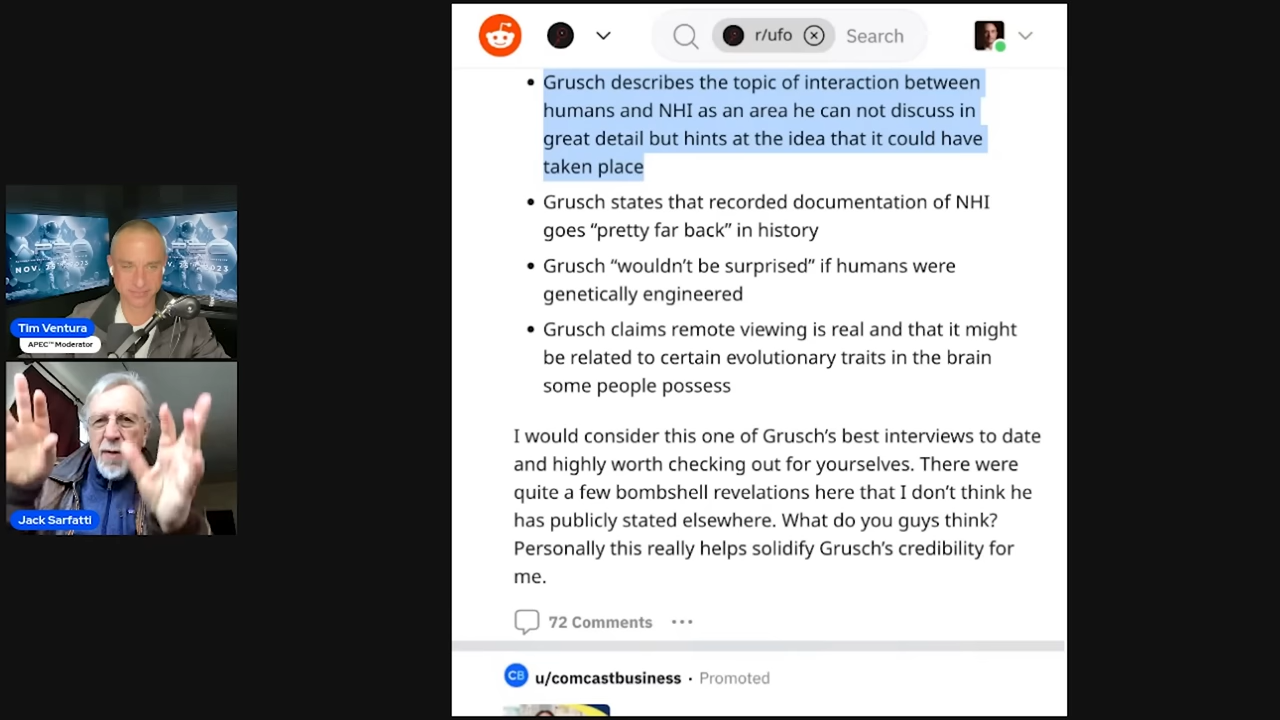 r/ufo
Search
Grusch describes the topic of interaction between
humans and NHI as an area he can not discuss in
great detail but hints at the idea that it could have
taken place
Grusch states that recorded documentation of NHI
goes “pretty far back” in history
Grusch “wouldn’t be surprised” if humans were
genetically engineered
Grusch claims remote viewing is real and that it might
be related to certain evolutionary traits in the brain
some people possess
I would consider this one of Grusch’s best interviews to date
and highly worth checking out for yourselves. There were
quite a few bombshell revelations here that I don’t think he
has publicly stated elsewhere. What do you guys think?
Personally this really helps solidify Grusch’s credibility for
me.
72 Comments
CB u/comcastbusiness · Promoted
Tim Ventura
APEC™ Moderator
Jack Sarfatti